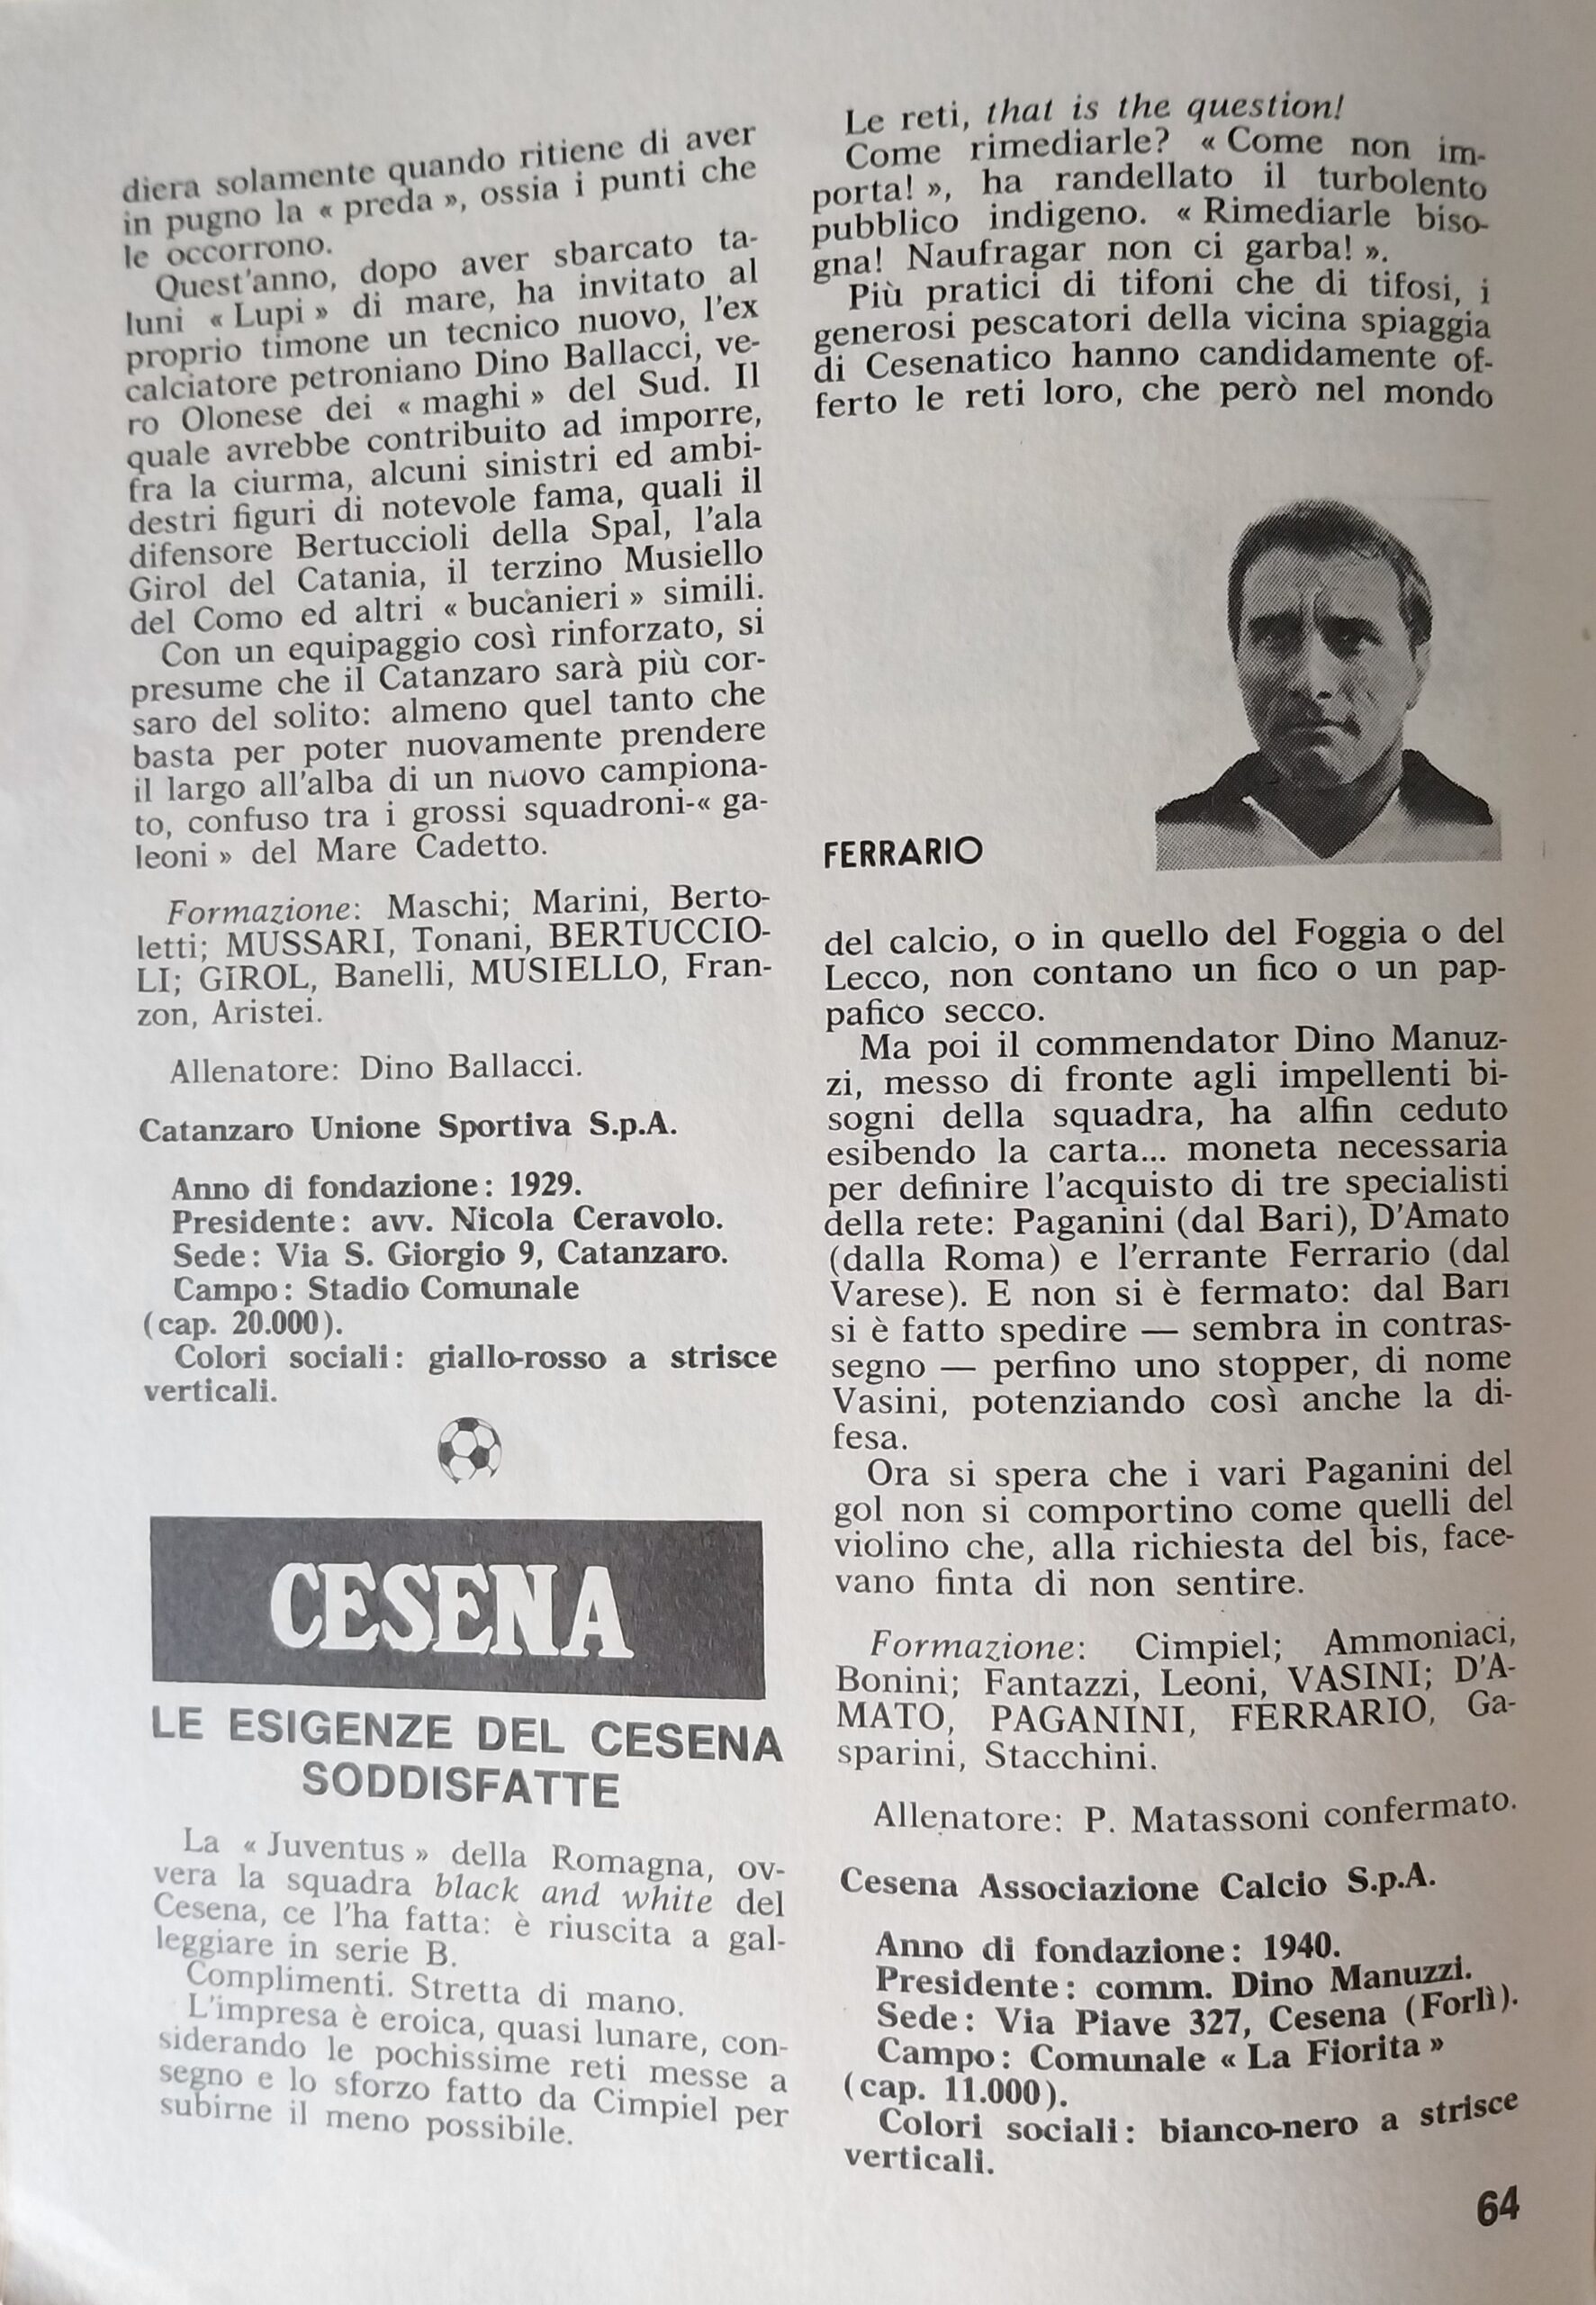 diera solamente quando ritiene di aver
in pugno la « preda », ossia i punti che
le occorrono.
Quest'anno, dopo aver sbarcato ta-
luni « Lupi » di mare, ha invitato al
proprio timone un tecnico nuovo, l'ex
calciatore petroniano Dino Ballacci, ve-
ro Olonese dei « maghi » del Sud. Il
quale avrebbe contribuito ad imporre,
fra la ciurma, alcuni sinistri ed ambi-
destri figuri di notevole fama, quali il
difensore Bertuccioli della Spal, l'ala
Girol del Catania, il terzino Musiello
del Como ed altri « bucanieri » simili.
Con un equipaggio così rinforzato, si
presume che il Catanzaro sarà più cor-
saro del solito: almeno quel tanto che
basta per poter nuovamente prendere
il largo all'alba di un nuovo campiona-
to, confuso tra i grossi squadroni-« ga-
leoni » del Mare Cadetto.
Formazione: Maschi; Marini, Berto-
letti; MUSSARI, Tonani, BERTUCCIO-
LI; GIROL, Banelli, MUSIELLO, Fran-
zon, Aristei.
Allenatore: Dino Ballacci.
Catanzaro Unione Sportiva S.p.A.
Anno di fondazione: 1929.
Presidente: avv. Nicola Ceravolo.
Sede: Via S. Giorgio 9, Catanzaro.
Campo: Stadio Comunale
(cap. 20.000).
Colori sociali: giallo-rosso a strisce
verticali.
CESENA
LE ESIGENZE DEL CESENA
SODDISFATTE
La « Juventus » della Romagna, ov-
vera la squadra black and white del
Cesena, ce l'ha fatta: è riuscita a gal-
leggiare in serie B.
Complimenti. Stretta di mano.
L'impresa è eroica, quasi lunare, con-
siderando le pochissime reti messe a
segno e lo sforzo fatto da Cimpiel per
subirne il meno possibile.
Le reti, that is the question!
Come rimediarle? « Come non im-
porta! », ha randellato il turbolento
pubblico indigeno. « Rimediarle biso-
gna! Naufragar non ci garba! ».
Più pratici di tifoni che di tifosi, i
generosi pescatori della vicina spiaggia
di Cesenatico hanno candidamente of-
ferto le reti loro, che però nel mondo
FERRARIO
del calcio, o in quello del Foggia o del
Lecco, non contano un fico o un pap-
pafico secco.
Ma poi il commendator Dino Manuz-
zi, messo di fronte agli impellenti bi-
sogni della squadra, ha alfin ceduto
esibendo la carta... moneta necessaria
per definire l'acquisto di tre specialisti
della rete: Paganini (dal Bari), D'Amato
(dalla Roma) e l'errante Ferrario (dal
Varese). E non si è fermato: dal Bari
si è fatto spedire — sembra in contras-
segno — perfino uno stopper, di nome
Vasini, potenziando così anche la di-
fesa.
Ora si spera che i vari Paganini del
gol non si comportino come quelli del
violino che, alla richiesta del bis, face-
vano finta di non sentire.
Formazione: Cimpiel; Ammoniaci,
Bonini; Fantazzi, Leoni, VASINI; D'A-
MATO, PAGANINI, FERRARIO, Ga-
sparini, Stacchini.
Allenatore: P. Matassoni confermato.
Cesena Associazione Calcio S.p.A.
Anno di fondazione: 1940.
Presidente: comm. Dino Manuzzi.
Sede: Via Piave 327, Cesena (Forlì).
Campo: Comunale « La Fiorita »
(cap. 11.000).
Colori sociali: bianco-nero a strisce
verticali.
64